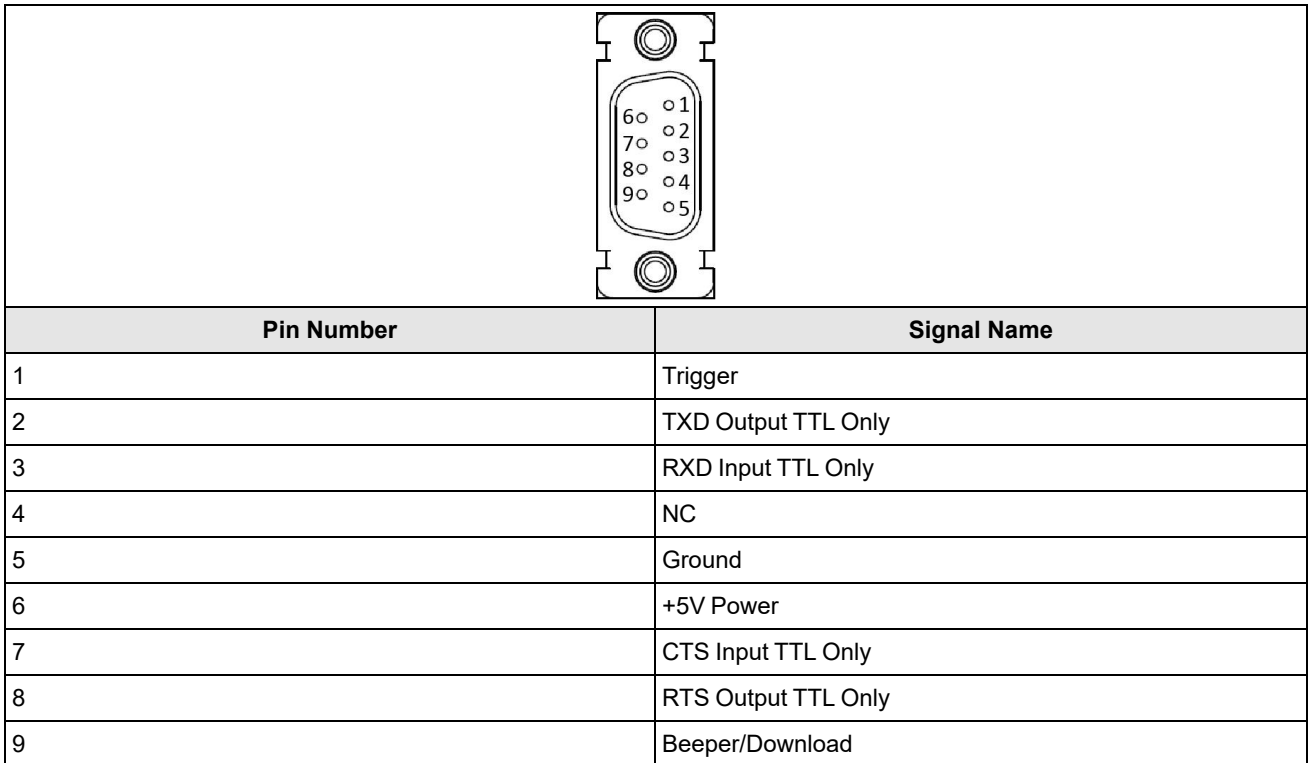 1
6
2
7
3
8
4
9
5
Pin Number Signal Name
1 Trigger
2 TXD Output TTL Only
3 RXD Input TTL Only
4 NC
5 Ground
6 +5V Power
7 CTS Input TTL Only
8 RTS Output TTL Only
9 Beeper/Download